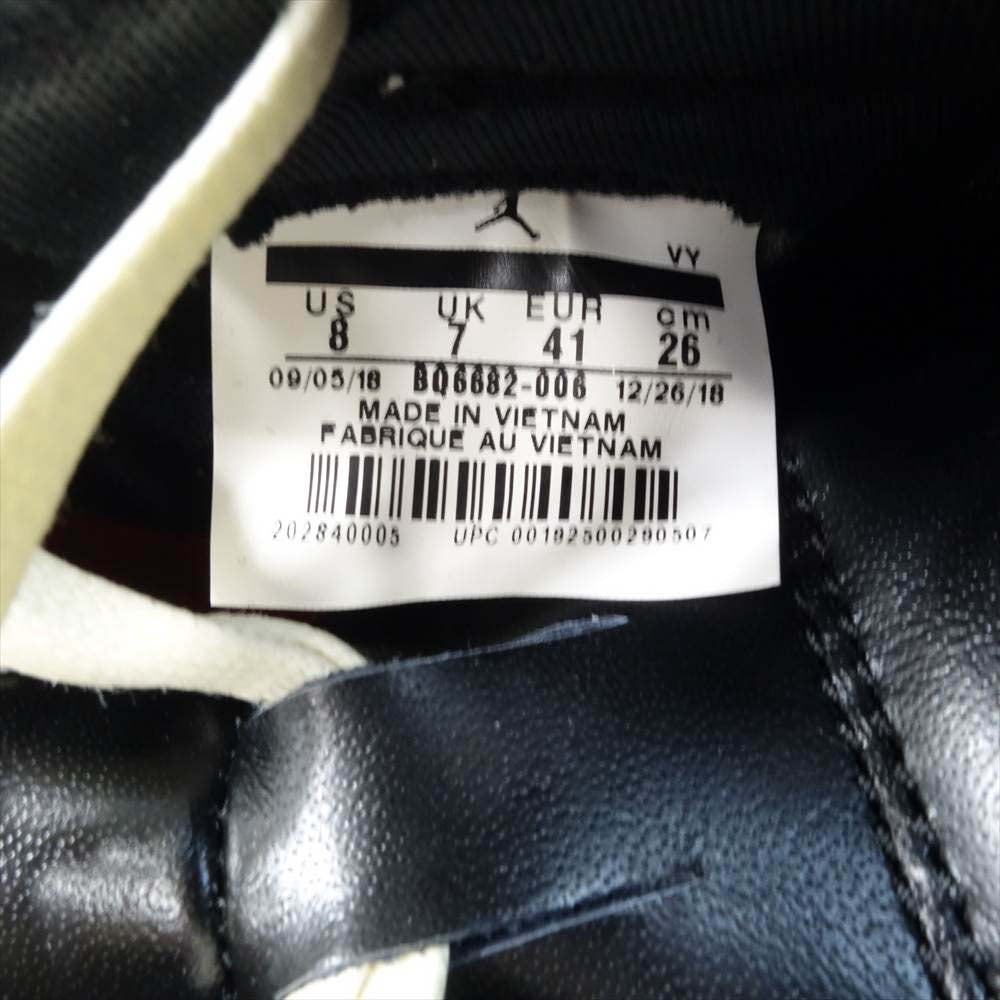 VY
US UK EUR cm
8 7 41 26
09/05/18 BQ6682-006 12/26/18
MADE IN VIETNAM
FABRIQUE AU VIETNAM
202840005 UPC 00192500290507